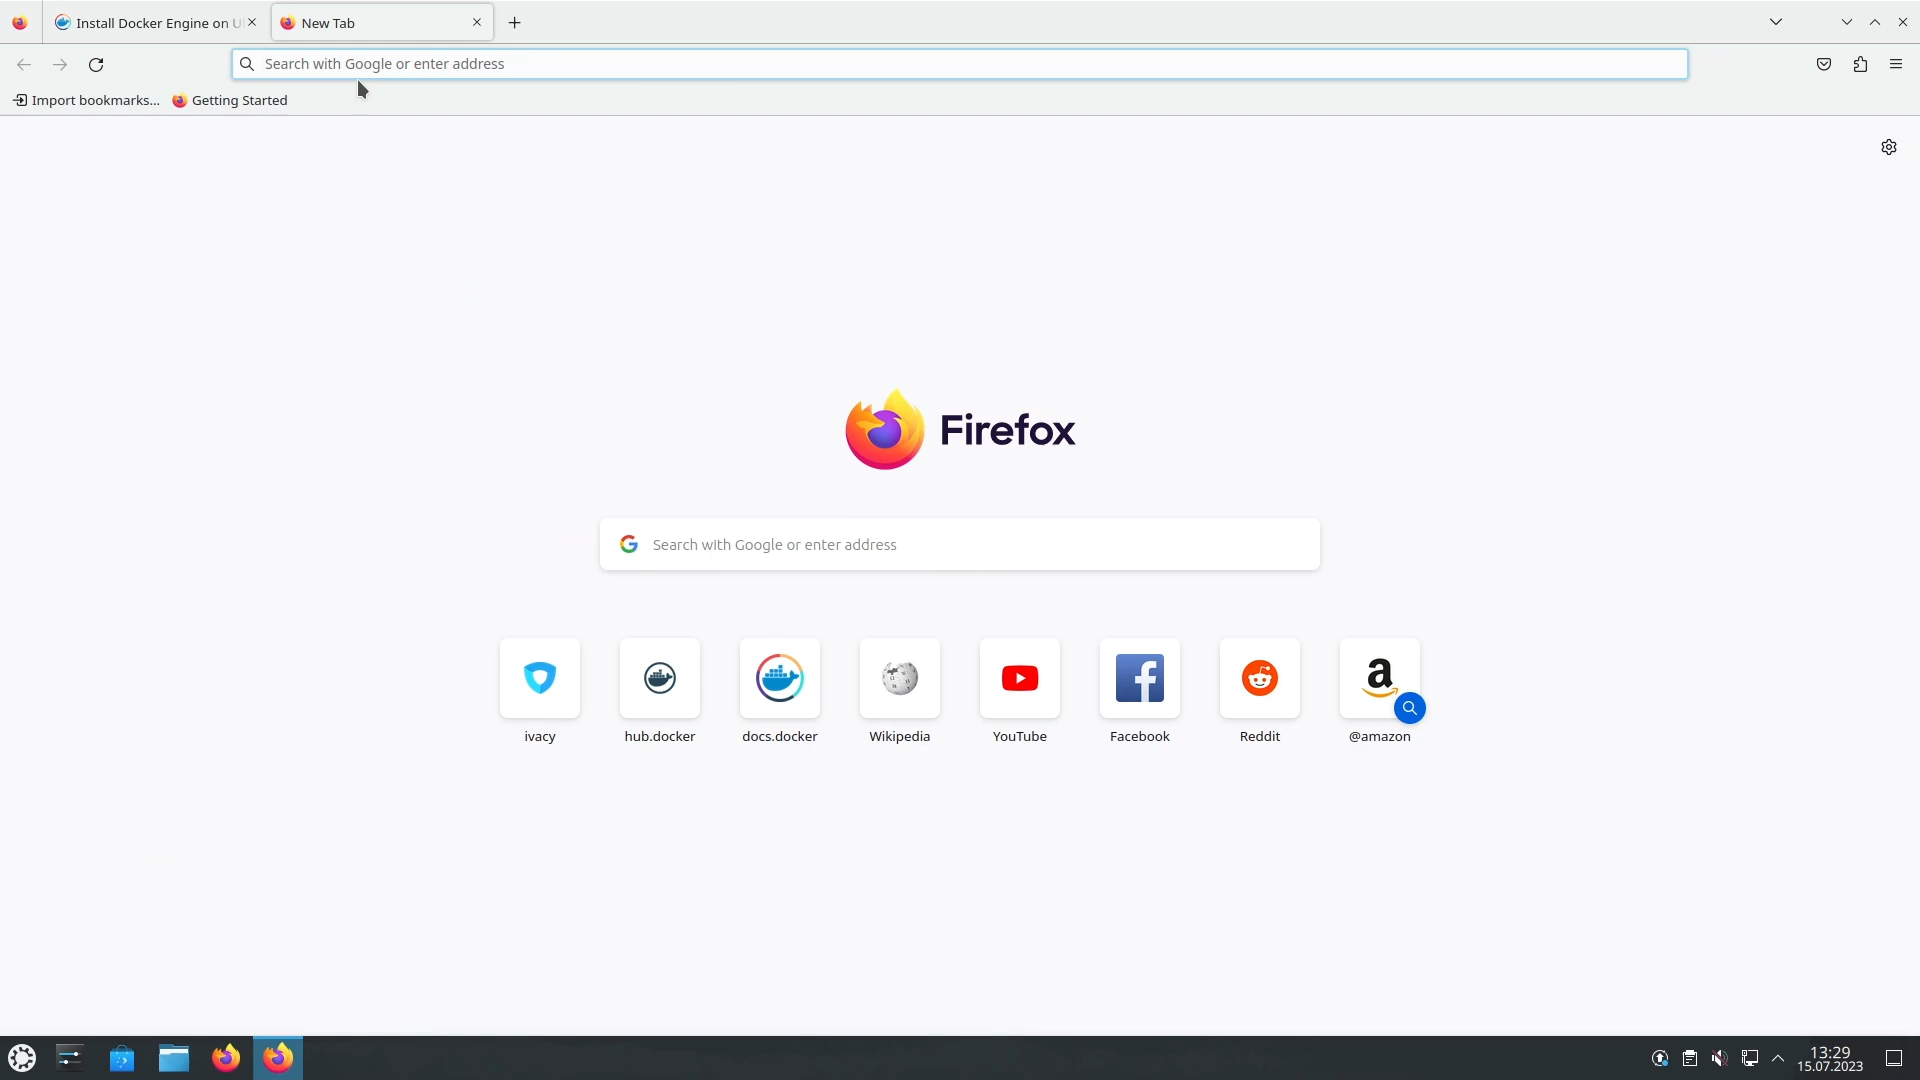 Install Docker Engine on U
New Tab
Search with Google or enter address
Import bookmarks...
Getting Started
Firefox
Search with Google or enter address
ivacy
hub.docker
docs.docker
Wikipedia
YouTube
Facebook
Reddit
@amazon
13:29
15.07.2023